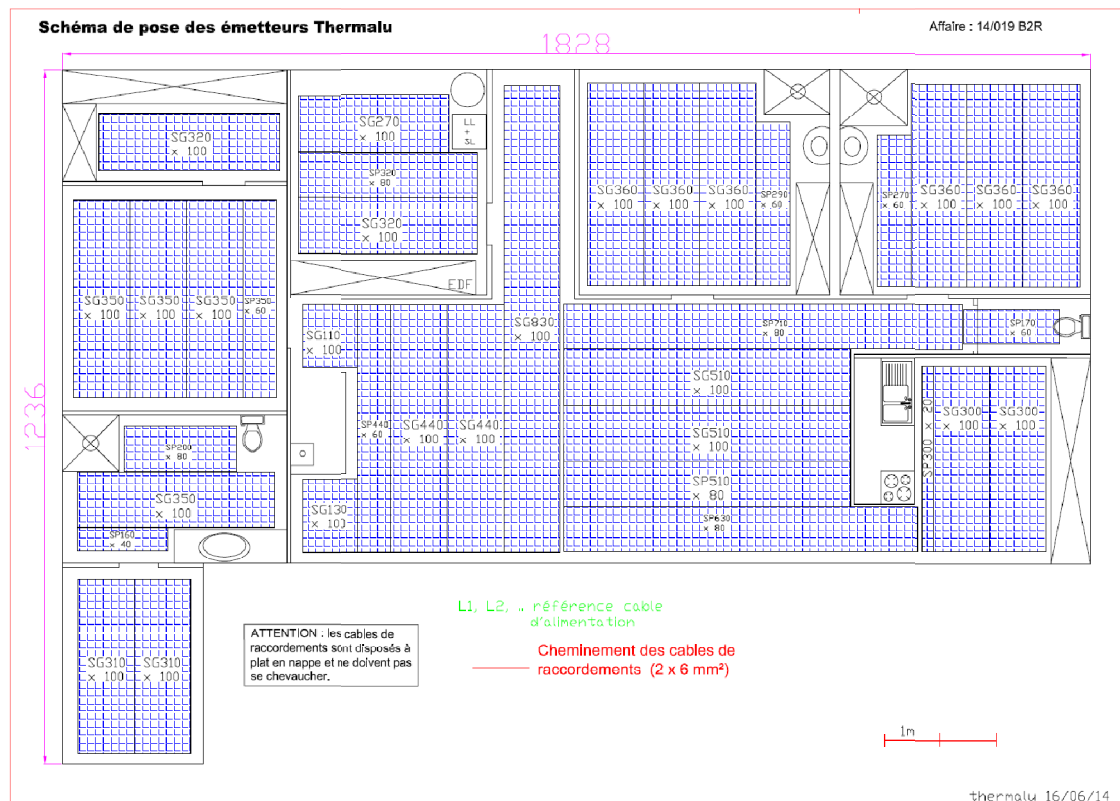 Schéma de pose des émetteurs Thermalu
Affaire : 14/019 B2R
1828
1236
SG320
x 100
SG270
x 100
LL
+
SL
SP320
x 80
SG320
x 100
EDF
SG360
x 100
SG360
x 100
SG360
x 100
SP290
x 60
SP270
x 60
SG360
x 100
SG360
x 100
SG360
x 100
SG350
x 100
SG350
x 100
SG350
x 100
SP350
x 60
SG110
x 100
SG830
x 100
SP710
x 80
SP170
x 60
SG510
x 100
SP440
x 60
SG440
x 100
SG440
x 100
SG510
x 100
SP300 x 20
SG300
x 100
SG300
x 100
SP200
x 80
SG350
x 100
SP510
x 80
SG130
x 100
SP630
x 80
SP160
x 40
SG310
x 100
SG310
x 100
L1, L2, .. référence cable
d'alimentation
ATTENTION : les cables de
raccordements sont disposés à
plat en nappe et ne doivent pas
se chevaucher.
Cheminement des cables de
raccordements (2 x 6 mm²)
1m
thermalu 16/06/14